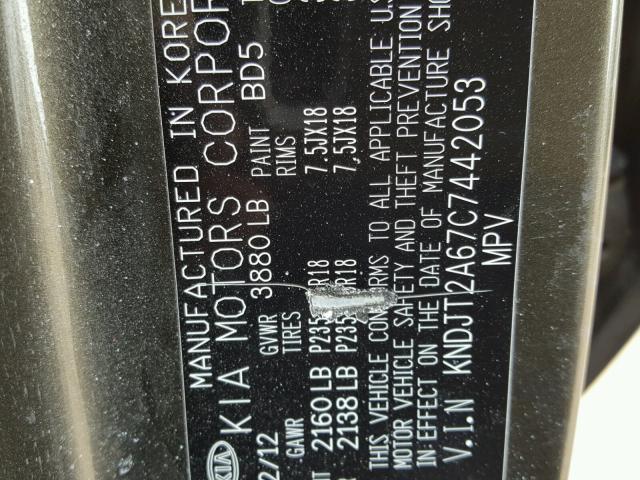 MANUFACTURED IN KORE
KIA KIA MOTORS CORPOR
2/12 GVWR 3880 LB PAINT BD5
GAWR TIRES RIMS
2160 LB P235 R18 7.5JX18
2138 LB P235 R18 7.5JX18
THIS VEHICLE CONFORMS TO ALL APPLICABLE U.S
MOTOR VEHICLE SAFETY AND THEFT PREVENTION
IN EFFECT ON THE DATE OF MANUFACTURE SHO
V.I.N KNDJT2A67C7442053
MPV